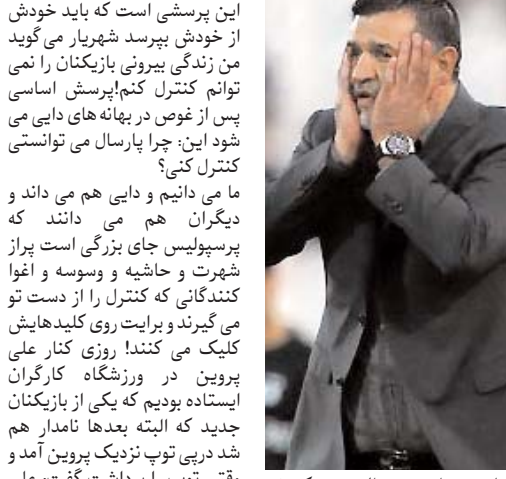 این پرسشی است که باید خودش
از خودش بپرسد شهریار می گوید
من زندگی بیرونی بازیکنان را نمی
توانم کنترل کنم!پرسش اساسی
پس از غوص در بهانه های دایی می
شود این: چرا پارسال می توانستی
کنترل کنی؟
ما می دانیم و دایی هم می داند و
دیگران هم می دانند که
پرسپولیس جای بزرگی است پراز
شهرت و حاشیه و وسوسه و اغوا
کنندگانی که کنترل را از دست تو
می گیرند و برایت روی کلیدهایش
کلیک می کنند! روزی کنار علی
پروین در ورزشگاه کارگران
ایستاده بودیم که یکی از بازیکنان
جدید که البته بعدها نامدار هم
شد درپی توپ نزدیک پروین آمد و